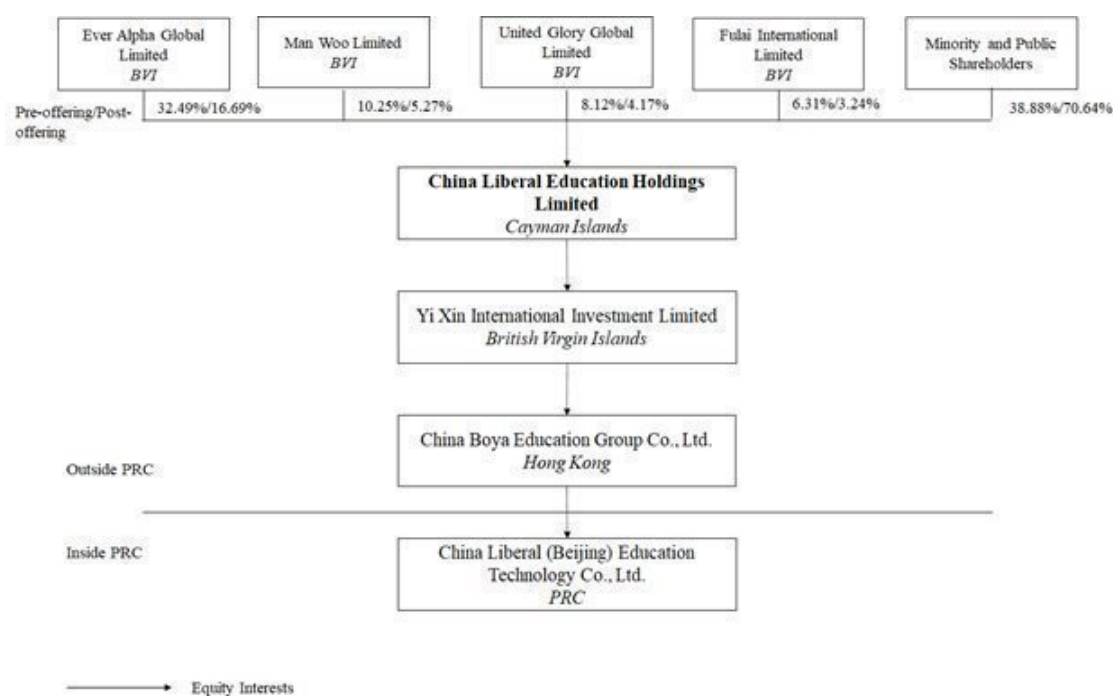 Ever Alpha Global
Limited
BVI
Man Woo Limited
BVI
United Glory Global
Limited
BVI
Fulai International
Limited
BVI
Minority and Public
Shareholders
Pre-offering/Post-
offering
32.49%/16.69%
10.25%/5.27%
8.12%/4.17%
6.31%/3.24%
38.88%/70.64%
China Liberal Education Holdings
Limited
Cayman Islands
Yi Xin International Investment Limited
British Virgin Islands
China Boya Education Group Co., Ltd.
Hong Kong
Outside PRC
Inside PRC
China Liberal (Beijing) Education
Technology Co., Ltd.
PRC
Equity Interests